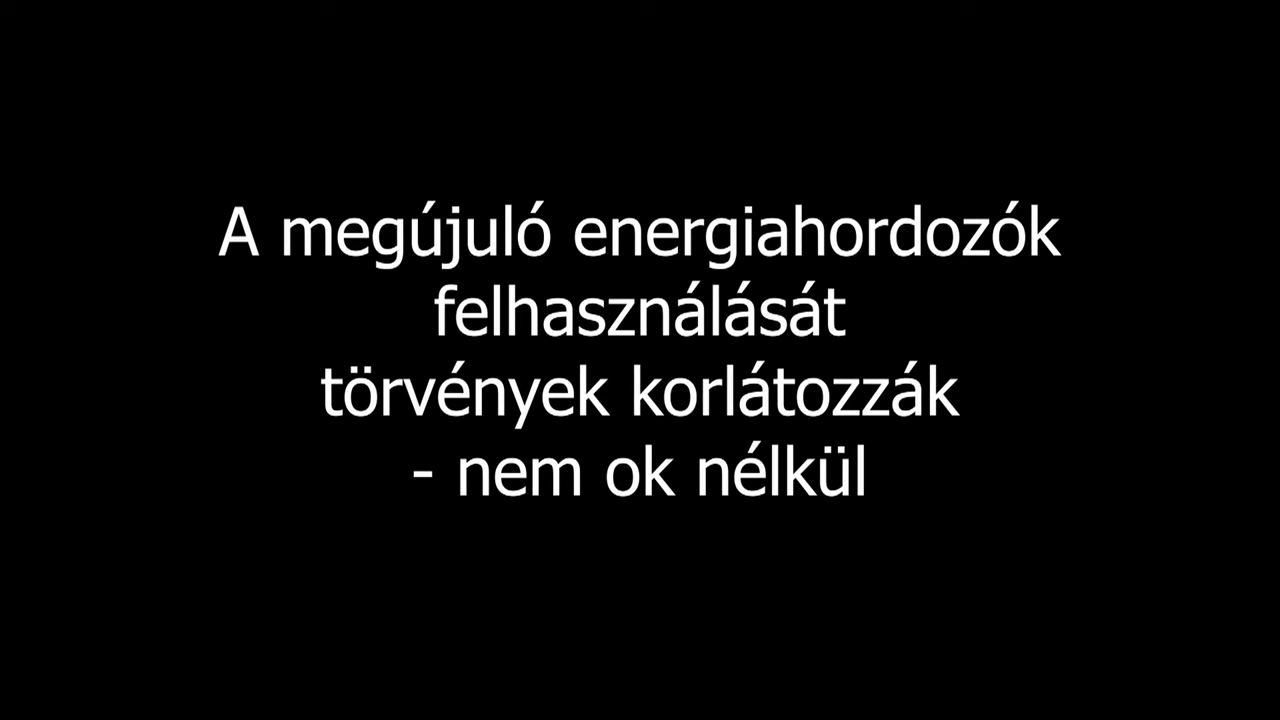 A megújuló energiahordozók
felhasználását
törvények korlátozzák
- nem ok nélkül